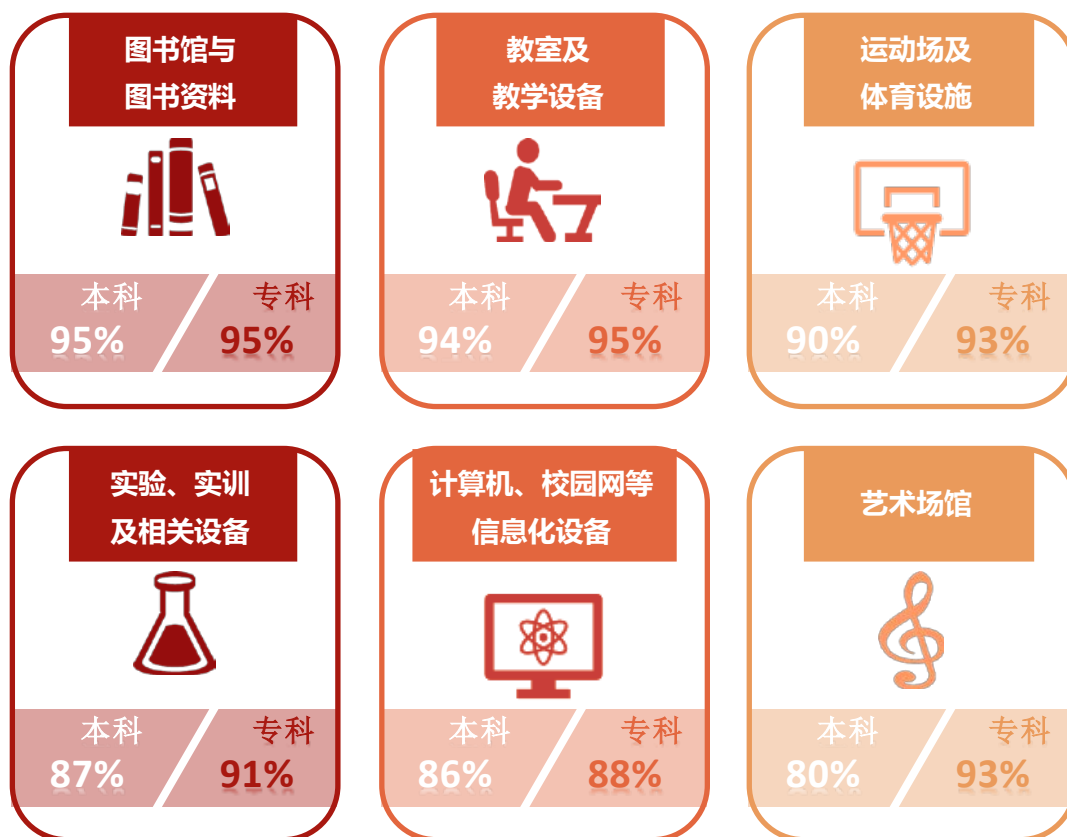 图书馆与
图书资料
本科 专科
95% 95%
教室及
教学设备
本科 专科
94% 95%
运动场及
体育设施
本科 专科
90% 93%
实验、实训
及相关设备
本科 专科
87% 91%
计算机、校园网等
信息化设备
本科 专科
86% 88%
艺术场馆
本科 专科
80% 93%